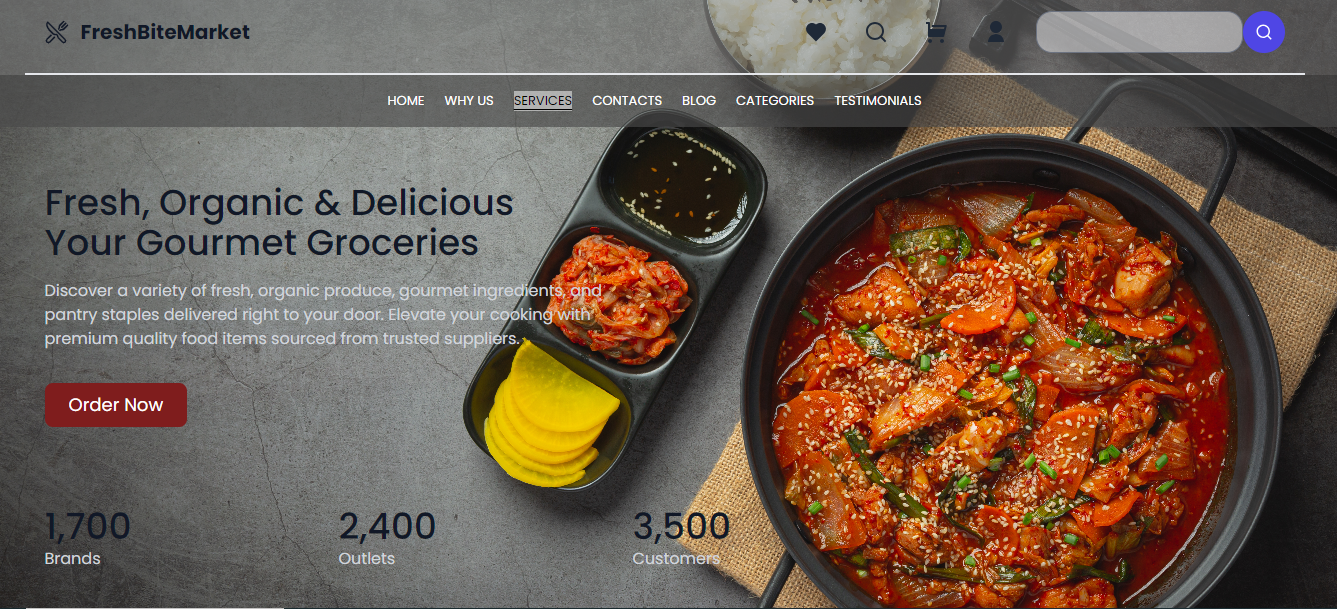 FreshBiteMarket
HOME WHY US SERVICES CONTACTS BLOG CATEGORIES TESTIMONIALS
Fresh, Organic & Delicious
Your Gourmet Groceries
Discover a variety of fresh, organic produce, gourmet ingredients, and
pantry staples delivered right to your door. Elevate your cooking with
premium quality food items sourced from trusted suppliers.
Order Now
1,700 2,400 3,500
Brands Outlets Customers